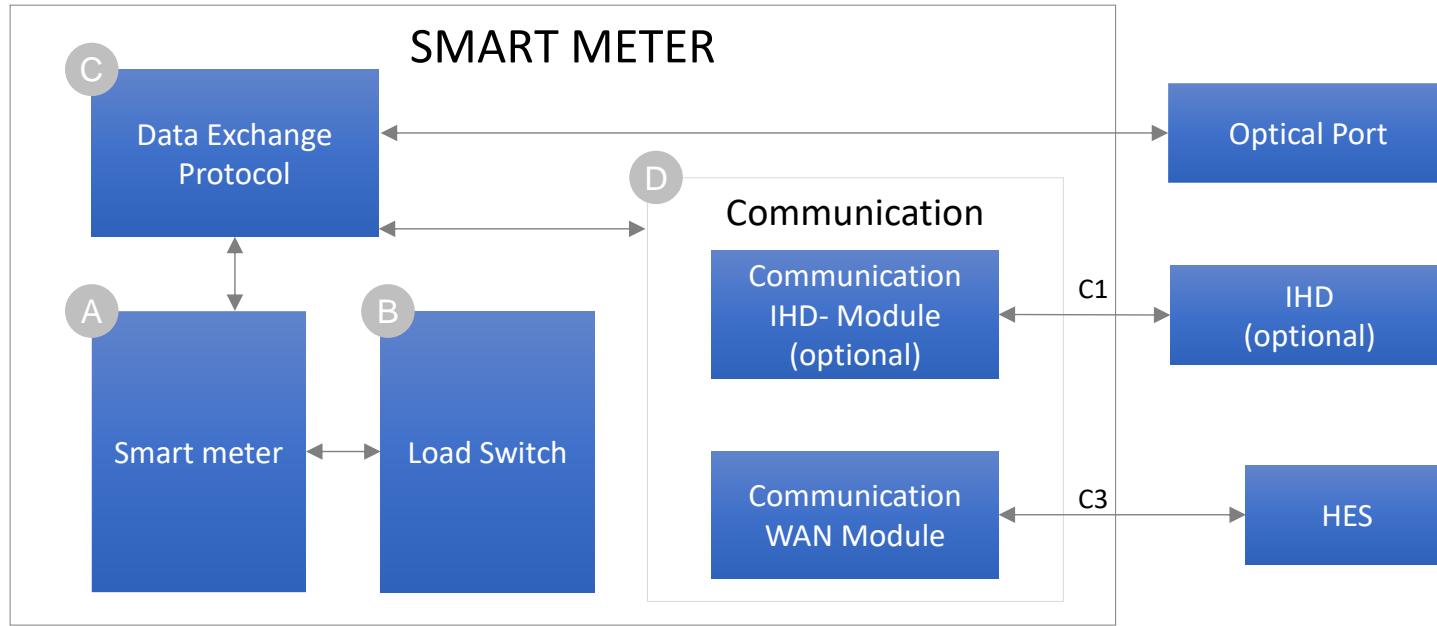 SMART METER
C
Data Exchange
Protocol
Optical Port
D
Communication
Communication
IHD- Module
(optional)
C1
IHD
(optional)
A
Smart meter
B
Load Switch
Communication
WAN Module
C3
HES